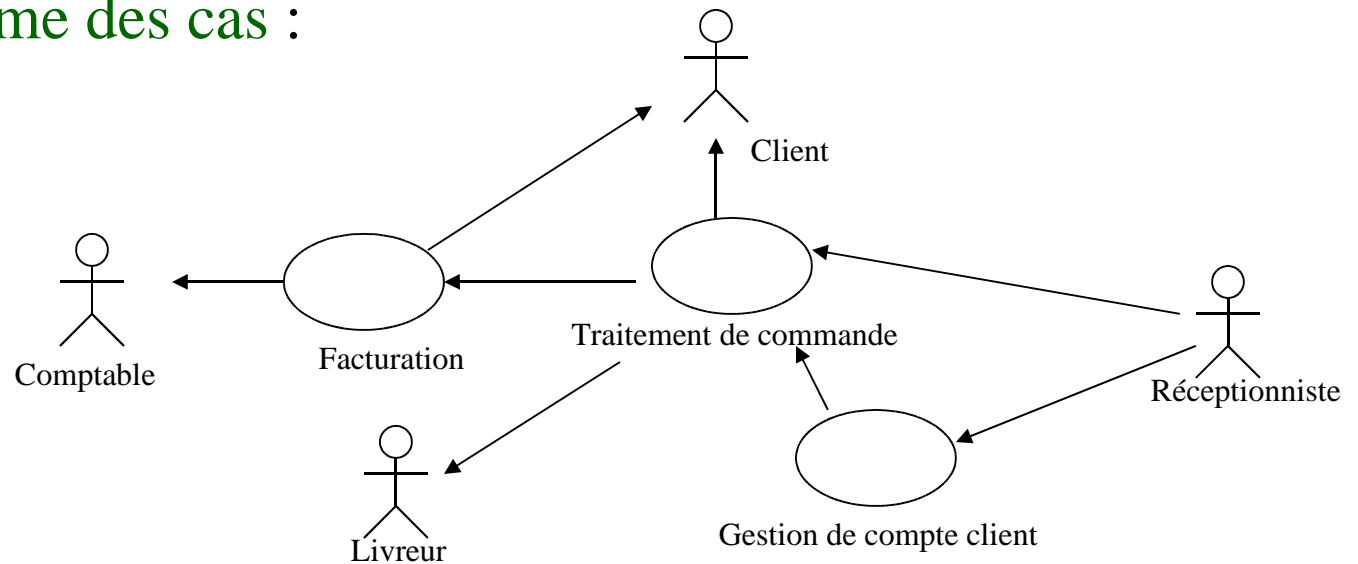 me des cas :
Client
Traitement de commande
Facturation
Comptable
Réceptionniste
Gestion de compte client
Livreur